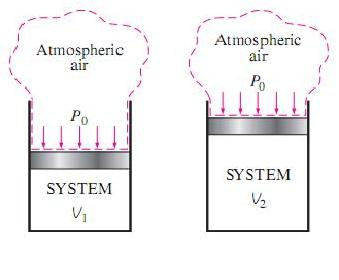 Atmospheric
air
P0
SYSTEM
V1
Atmospheric
air
P0
SYSTEM
V2